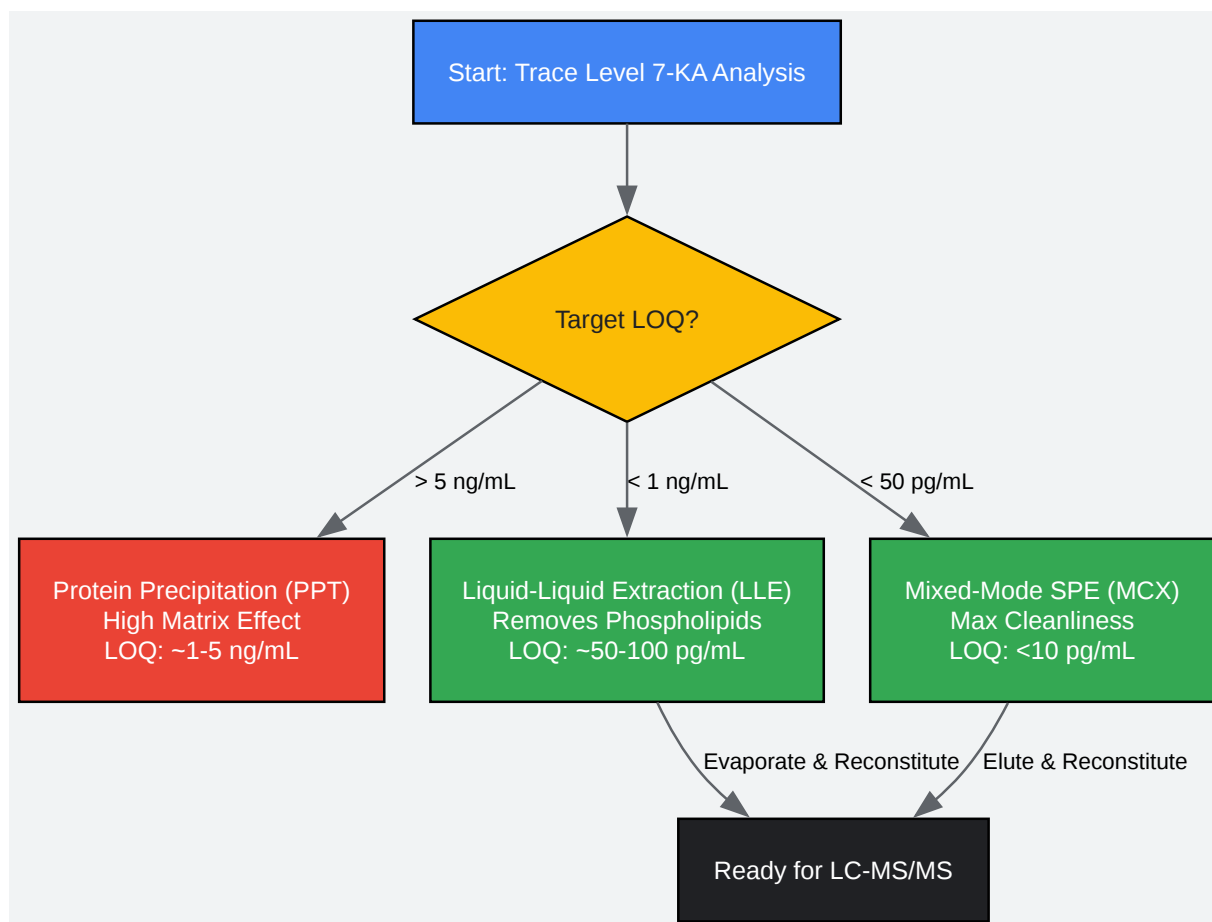 Start: Trace Level 7-KA Analysis
Target LOQ?
> 5 ng/mL
< 1 ng/mL
< 50 pg/mL
Protein Precipitation (PPT)
High Matrix Effect
LOQ: ~1-5 ng/mL
Liquid-Liquid Extraction (LLE)
Removes Phospholipids
LOQ: ~50-100 pg/mL
Mixed-Mode SPE (MCX)
Max Cleanliness
LOQ: <10 pg/mL
Evaporate & Reconstitute
Elute & Reconstitute
Ready for LC-MS/MS